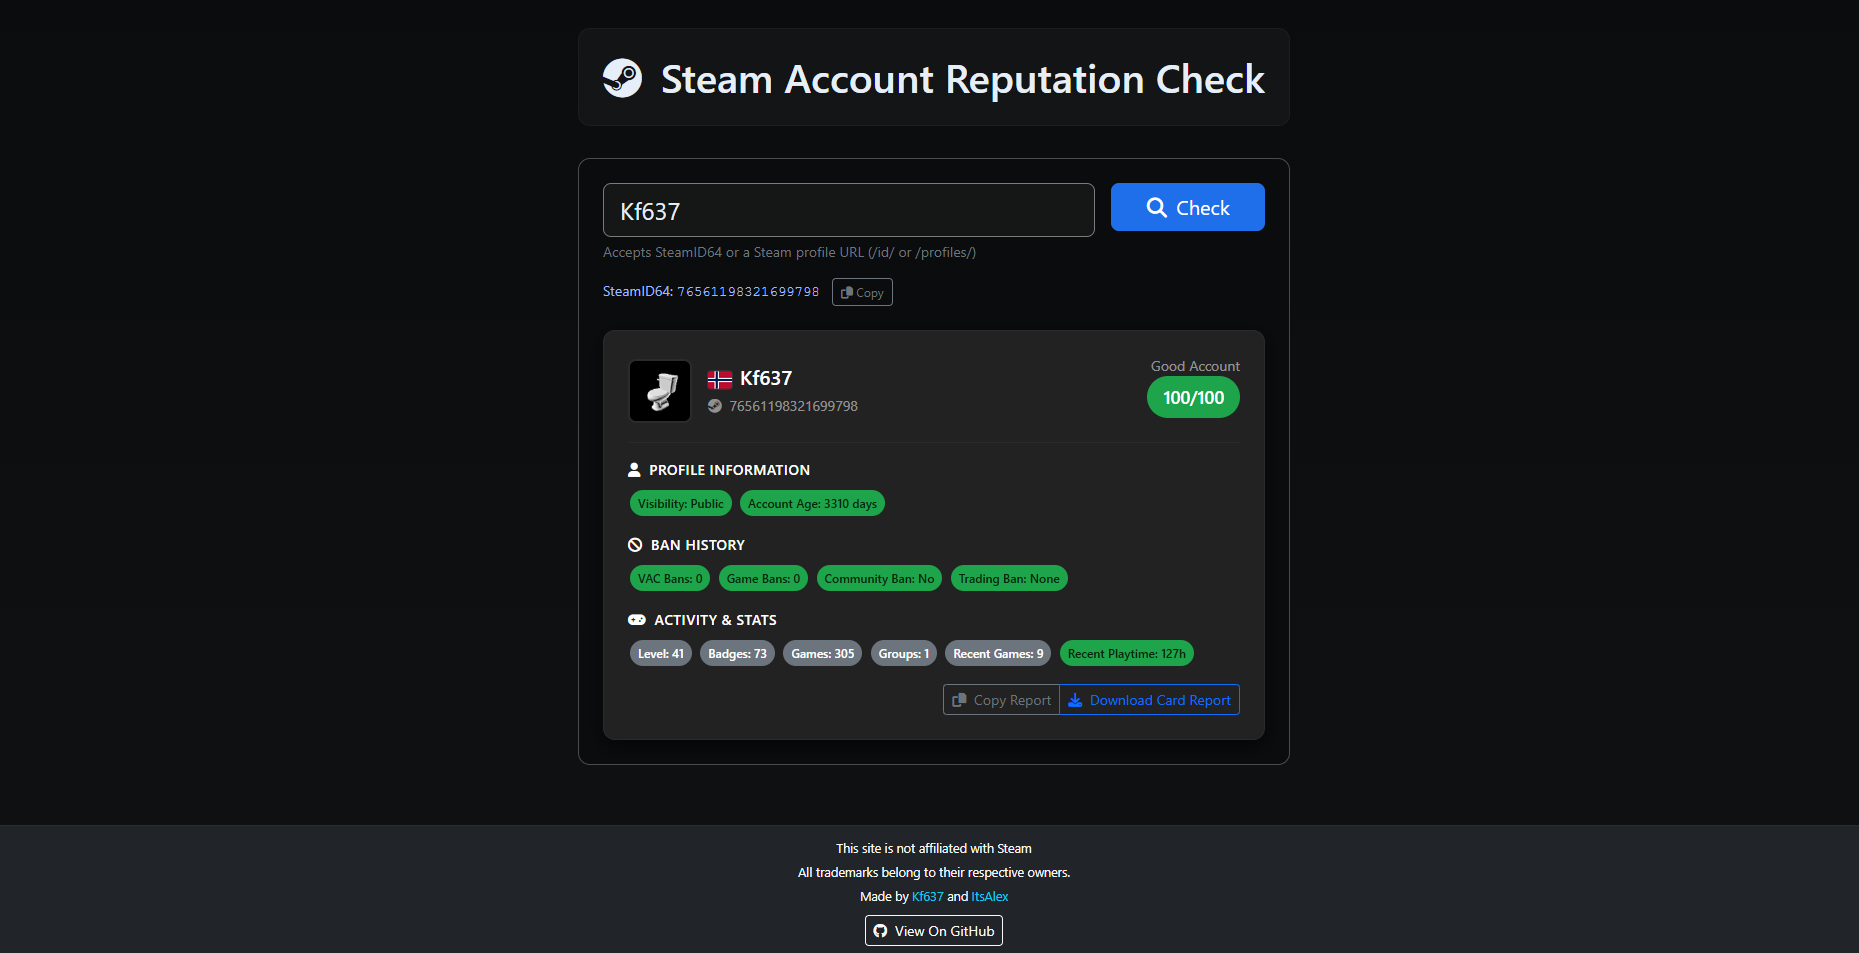 Steam Account Reputation Check
Kf637
Check
Accepts SteamID64 or a Steam profile URL (/id/ or /profiles/)
SteamID64: 76561198321699798 Copy
Kf637
76561198321699798
Good Account
100/100
PROFILE INFORMATION
Visibility: Public Account Age: 3310 days
BAN HISTORY
VAC Bans: 0 Game Bans: 0 Community Ban: No Trading Ban: None
ACTIVITY & STATS
Level: 41 Badges: 73 Games: 305 Groups: 1 Recent Games: 9 Recent Playtime: 127h
Copy Report Download Card Report
This site is not affiliated with Steam
All trademarks belong to their respective owners.
Made by Kf637 and ItsAlex
View On GitHub